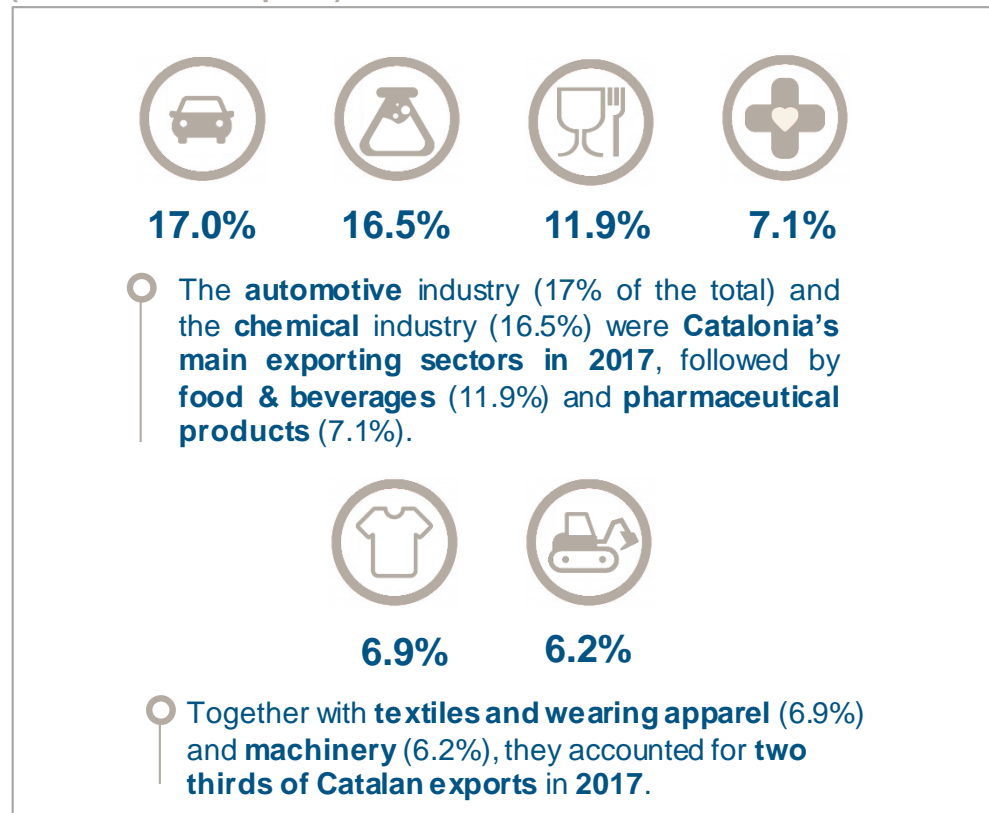 17.0% 16.5% 11.9% 7.1%
The automotive industry (17% of the total) and
the chemical industry (16.5%) were Catalonia’s
main exporting sectors in 2017, followed by
food & beverages (11.9%) and pharmaceutical
products (7.1%).
6.9% 6.2%
Together with textiles and wearing apparel (6.9%)
and machinery (6.2%), they accounted for two
thirds of Catalan exports in 2017.